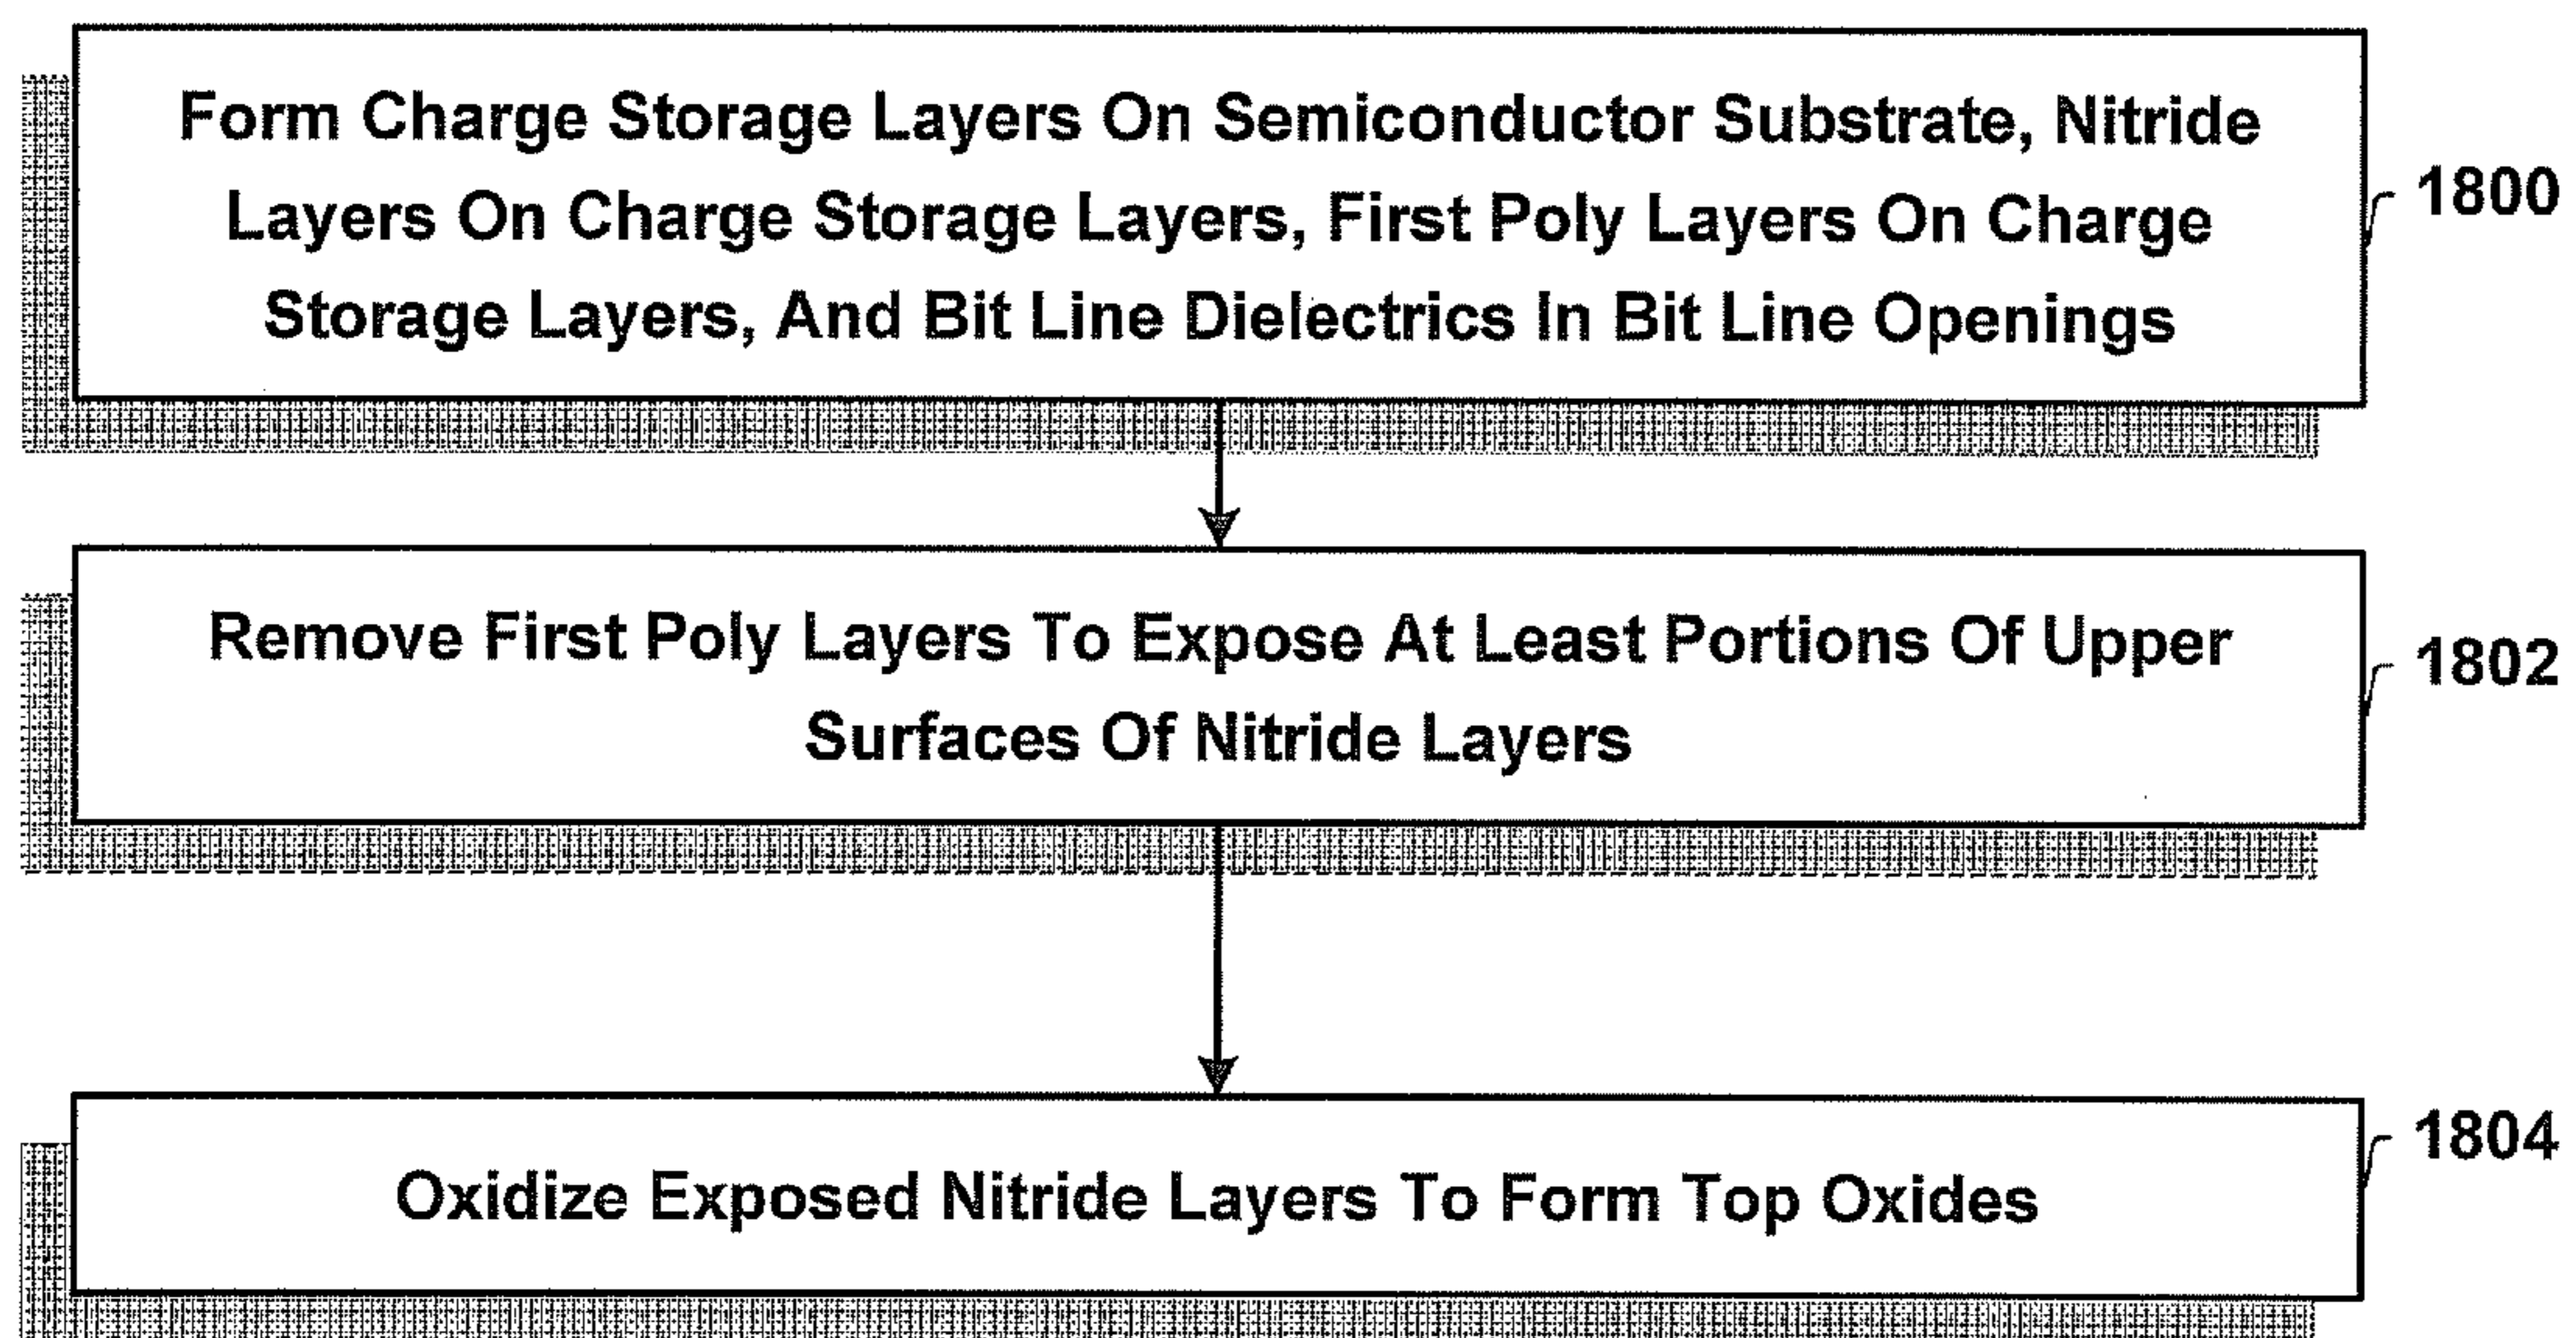 Form Charge Storage Layers On Semiconductor Substrate, Nitride
Layers On Charge Storage Layers, First Poly Layers On Charge
Storage Layers, And Bit Line Dielectrics In Bit Line Openings
1800
Remove First Poly Layers To Expose At Least Portions Of Upper
Surfaces Of Nitride Layers
1802
Oxidize Exposed Nitride Layers To Form Top Oxides
1804